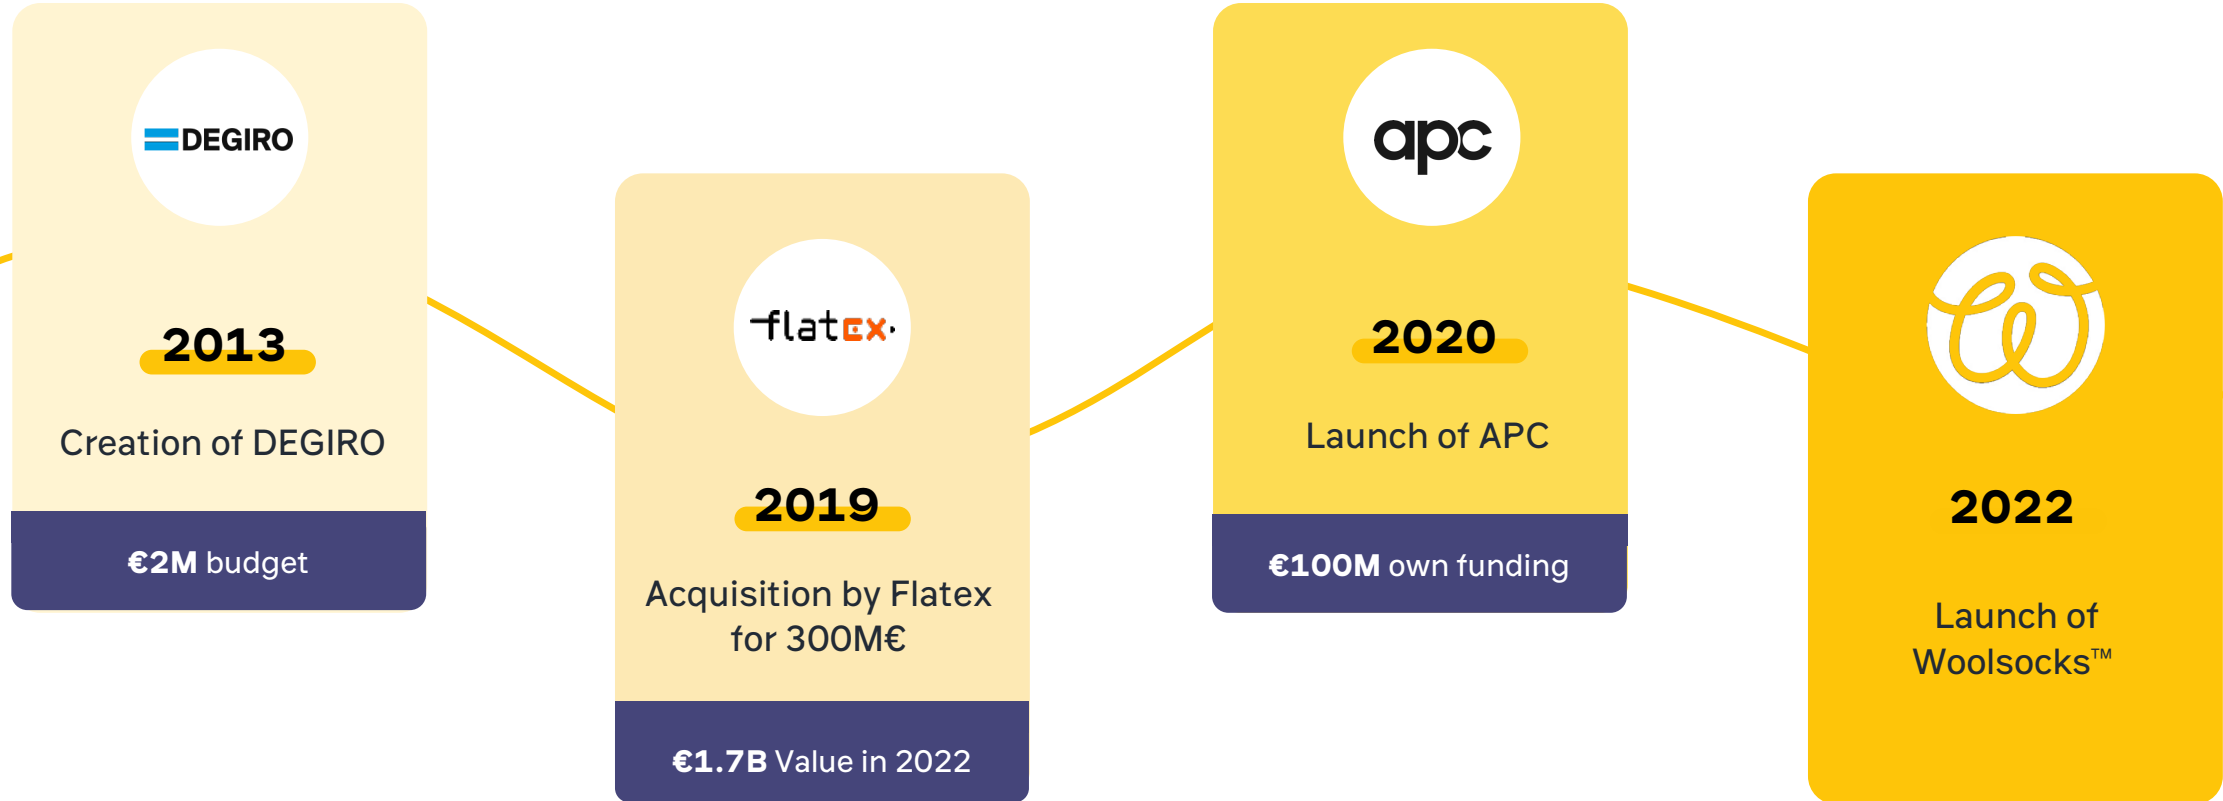 DEGIRO
2013
Creation of DEGIRO
€2M budget
flatex
2019
Acquisition by Flatex
for 300M€
€1.7B Value in 2022
apc
2020
Launch of APC
€100M own funding
2022
Launch of
Woolsocks™